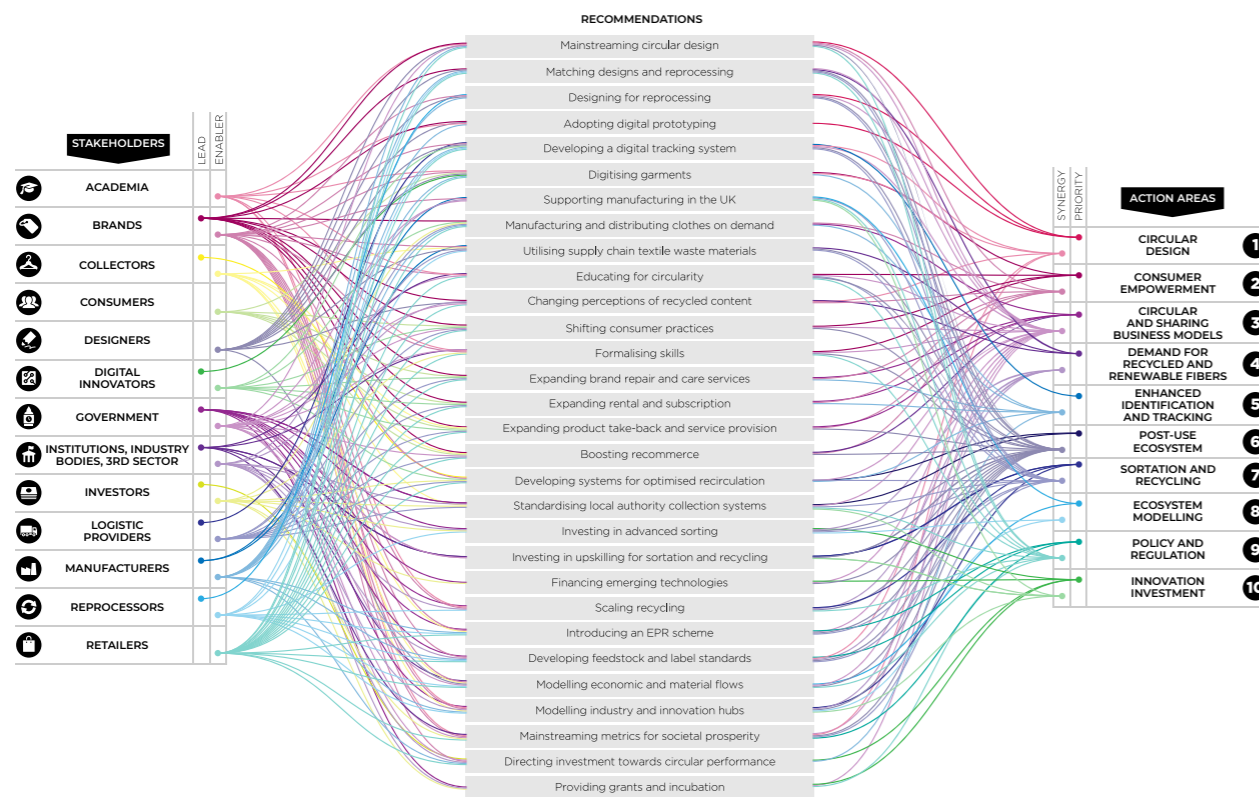 RECOMMENDATIONS
STAKEHOLDERS
LEAD
ENABLER
ACADEMIA
BRANDS
COLLECTORS
CONSUMERS
DESIGNERS
DIGITAL
INNOVATORS
GOVERNMENT
INSTITUTIONS, INDUSTRY
BODIES, 3RD SECTOR
INVESTORS
LOGISTIC
PROVIDERS
MANUFACTURERS
REPROCESSORS
RETAILERS
Mainstreaming circular design
Matching designs and reprocessing
Designing for reprocessing
Adopting digital prototyping
Developing a digital tracking system
Digitising garments
Supporting manufacturing in the UK
Manufacturing and distributing clothes on demand
Utilising supply chain textile waste materials
Educating for circularity
Changing perceptions of recycled content
Shifting consumer practices
Formalising skills
Expanding brand repair and care services
Expanding rental and subscription
Expanding product take-back and service provision
Boosting recommerce
Developing systems for optimised recirculation
Standardising local authority collection systems
Investing in advanced sorting
Investing in upskilling for sortation and recycling
Financing emerging technologies
Scaling recycling
Introducing an EPR scheme
Developing feedstock and label standards
Modelling economic and material flows
Modelling industry and innovation hubs
Mainstreaming metrics for societal prosperity
Directing investment towards circular performance
Providing grants and incubation
SYNERGY
PRIORITY
ACTION AREAS
CIRCULAR
DESIGN
1
CONSUMER
EMPOWERMENT
2
CIRCULAR
AND SHARING
BUSINESS MODELS
3
DEMAND FOR
RECYCLED AND
RENEWABLE FIBERS
4
ENHANCED
IDENTIFICATION
AND TRACKING
5
POST-USE
ECOSYSTEM
6
SORTATION AND
RECYCLING
7
ECOSYSTEM
MODELLING
8
POLICY AND
REGULATION
9
INNOVATION
INVESTMENT
10